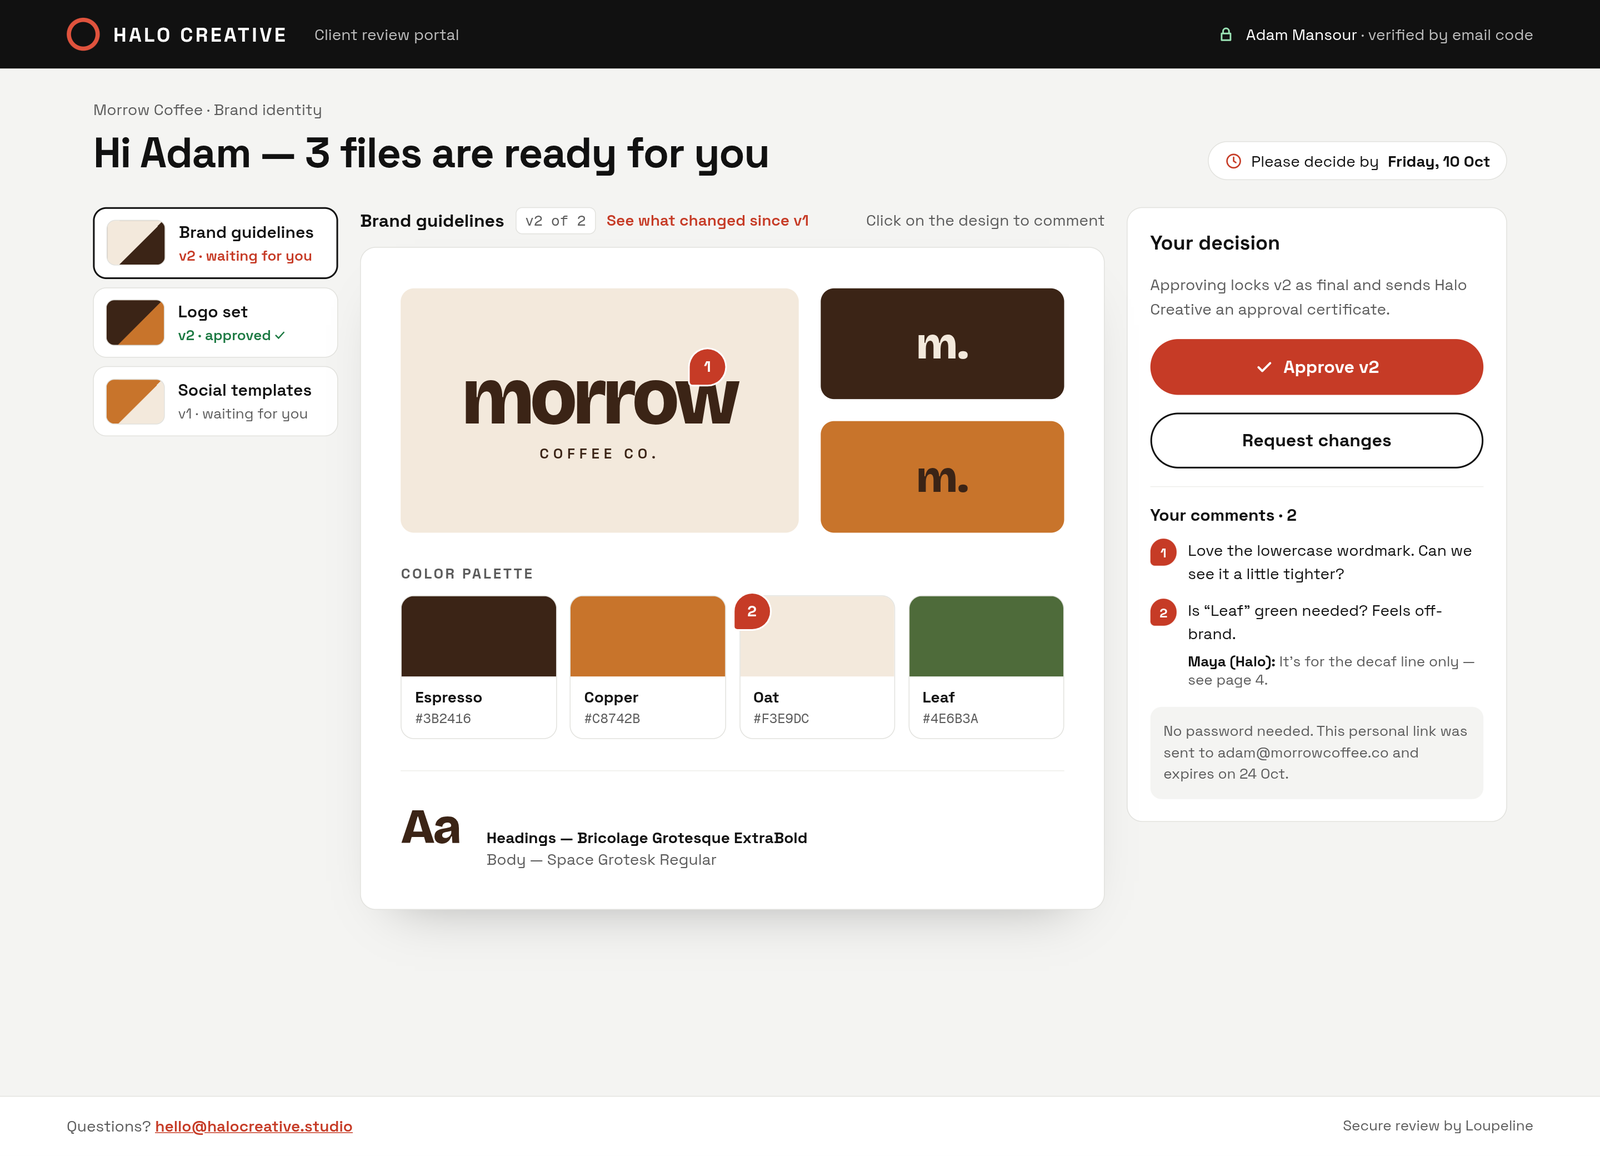 HALO CREATIVE
Client review portal
Adam Mansour · verified by email code
Morrow Coffee · Brand identity
Hi Adam — 3 files are ready for you
Please decide by Friday, 10 Oct
Brand guidelines
v2 · waiting for you
Logo set
v2 · approved ✓
Social templates
v1 · waiting for you
Brand guidelines
v2 of 2
See what changed since v1
Click on the design to comment
1
morrow
COFFEE CO.
m.
m.
COLOR PALETTE
2
Espresso
#3B2416
Copper
#C8742B
Oat
#F3E9DC
Leaf
#4E6B3A
Aa
Headings — Bricolage Grotesque ExtraBold
Body — Space Grotesk Regular
Your decision
Approving locks v2 as final and sends Halo
Creative an approval certificate.
Approve v2
Request changes
Your comments · 2
1
Love the lowercase wordmark. Can we
see it a little tighter?
2
Is “Leaf” green needed? Feels off-
brand.
Maya (Halo): It’s for the decaf line only —
see page 4.
No password needed. This personal link was
sent to adam@morrowcoffee.co and
expires on 24 Oct.
Questions? hello@halocreative.studio
Secure review by Loupeline